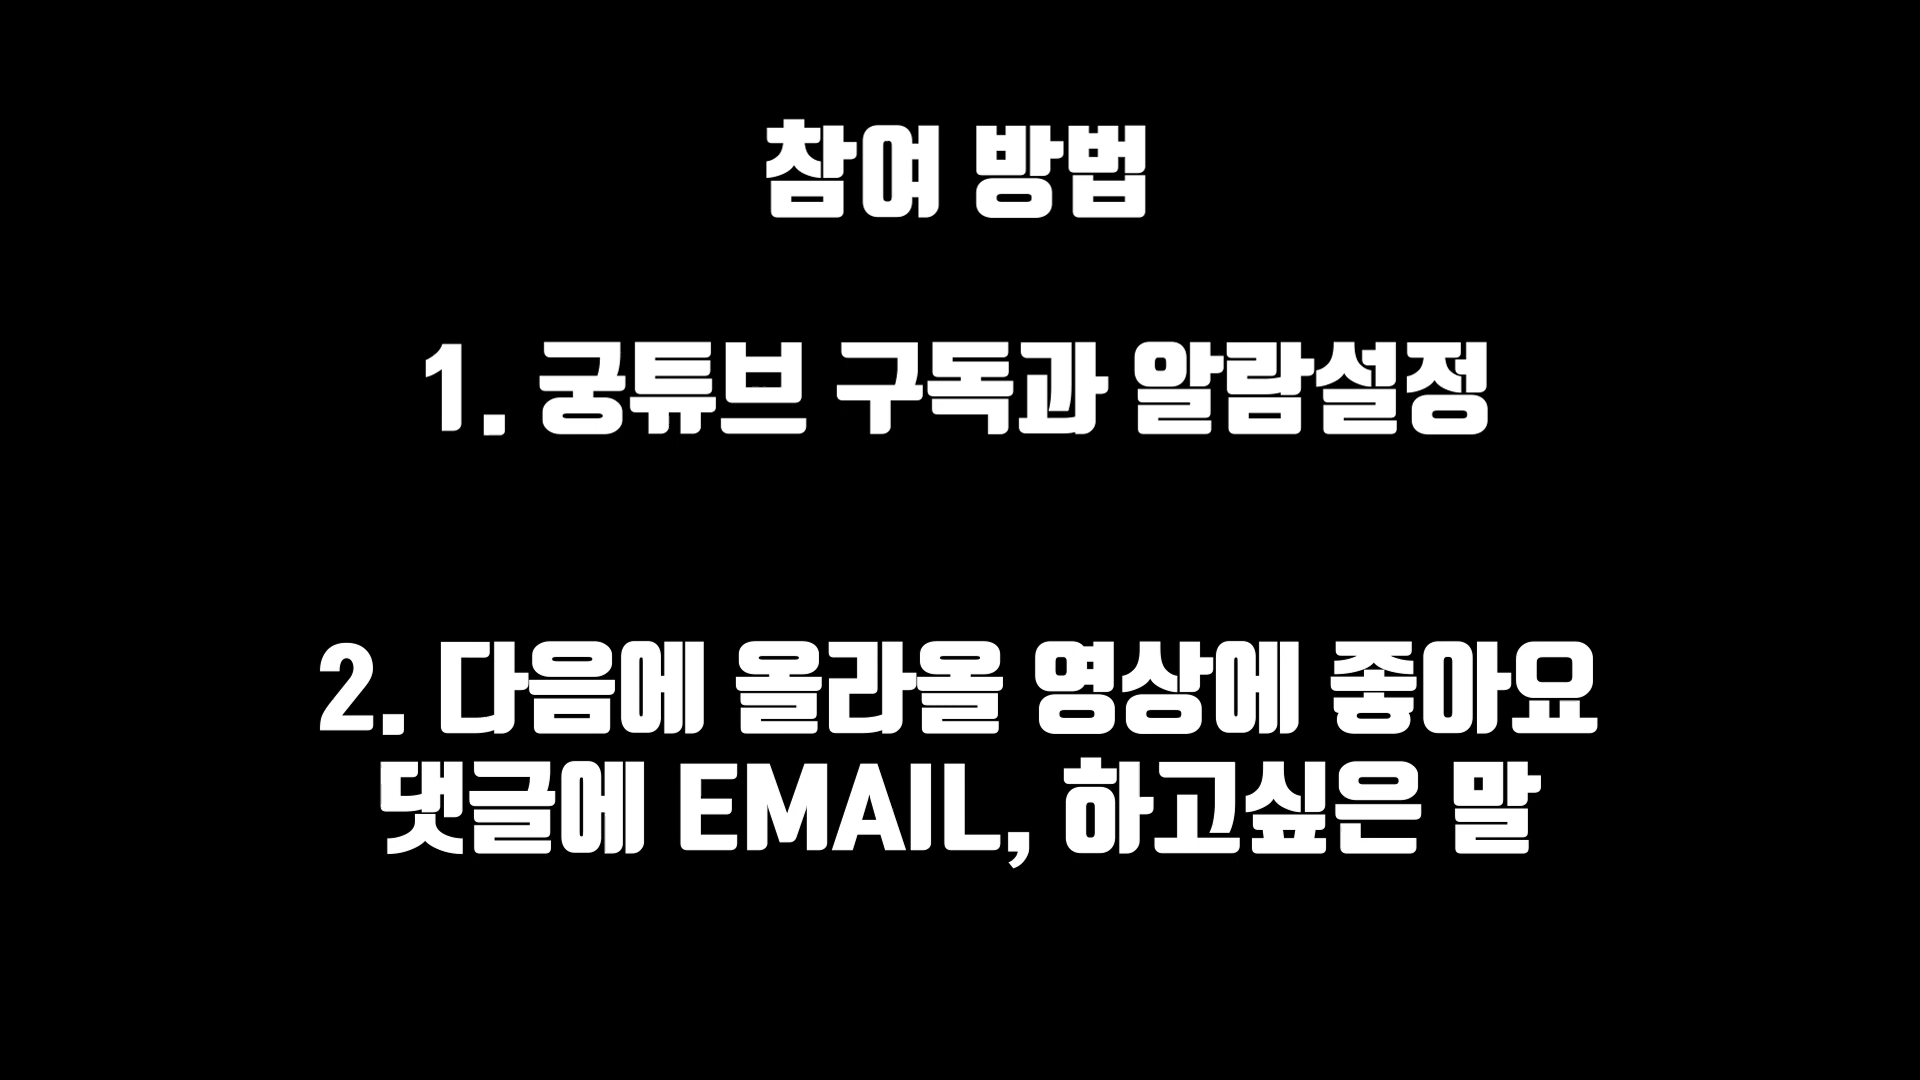 참여 방법
1. 궁튜브 구독과 알람설정
2. 다음에 올라올 영상에 좋아요
댓글에 EMAIL, 하고싶은 말